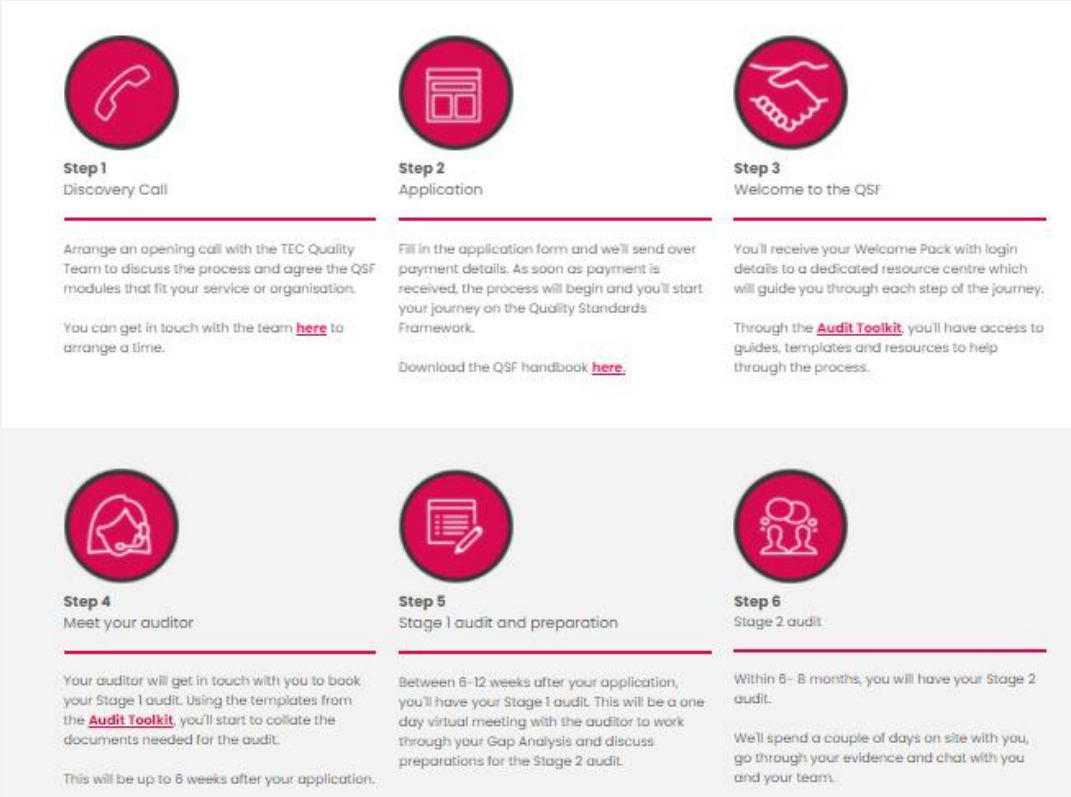 Step 1
Discovery Call
Arrange an opening call with the TEC Quality
Team to discuss the process and agree the QSF
modules that fit your service or organisation.
You can get in touch with the team here to
arrange a time.
Step 2
Application
Fill in the application form and we'll send over
payment details. As soon as payment is
received, the process will begin and you'll start
your journey on the Quality Standards
Framework.
Download the QSF handbook here.
Step 3
Welcome to the QSF
You'll receive your Welcome Pack with login
details to a dedicated resource centre which
will guide you through each step of the journey.
Through the Audit Toolkit, you'll have access to
guides, templates and resources to help
through the process.
Step 4
Meet your auditor
Your auditor will get in touch with you to book
your Stage 1 audit. Using the templates from
the Audit Toolkit, you'll start to collate the
documents needed for the audit.
This will be up to 6 weeks after your application.
Step 5
Stage 1 audit and preparation
Between 6-12 weeks after your application,
you'll have your Stage 1 audit. This will be a one
day virtual meeting with the auditor to work
through your Gap Analysis and discuss
preparations for the Stage 2 audit.
Step 6
Stage 2 audit
Within 6- 8 months, you will have your Stage 2
audit.
We'll spend a couple of days on site with you,
go through your evidence and chat with you
and your team.